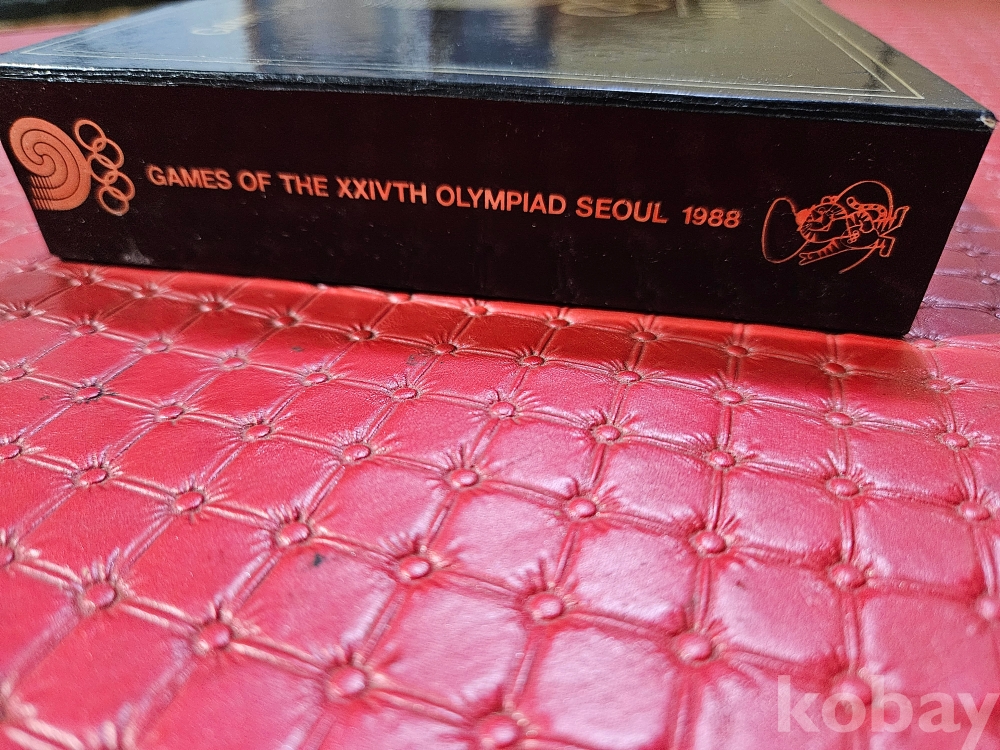 GAMES OF THE XXIVTH OLYMPIAD SEOUL 1988
kobay